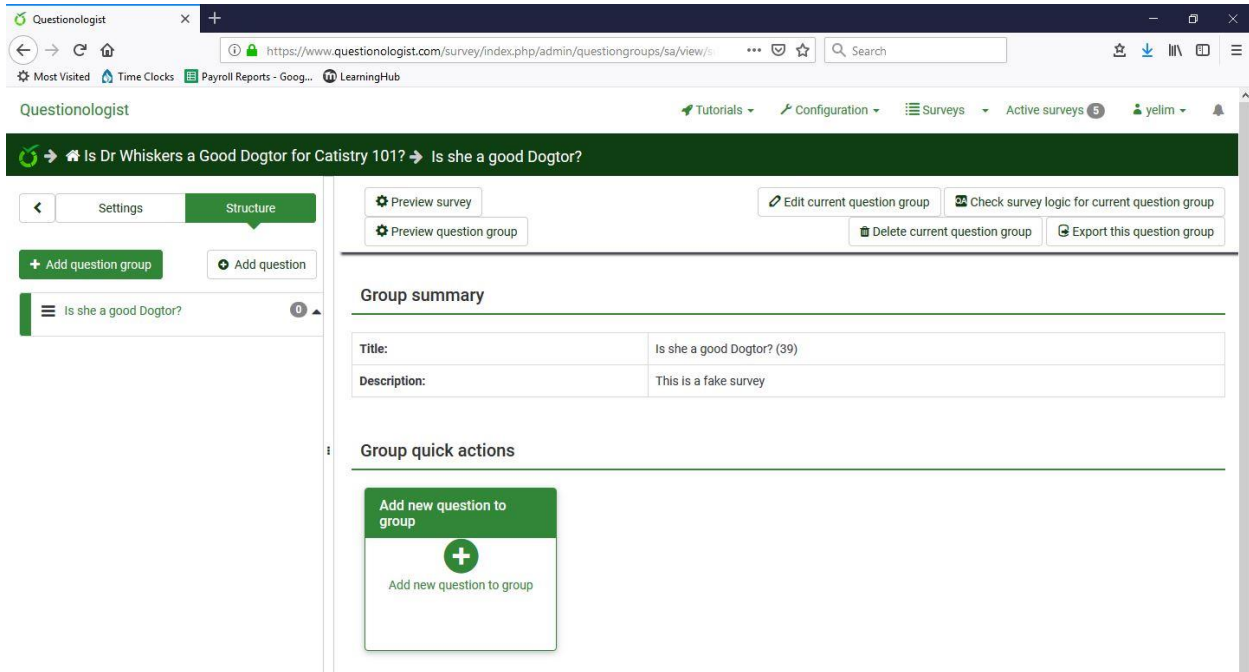 Questionologist
https://www.questionologist.com/survey/index.php/admin/questiongroups/sa/view/s
Search
Most Visited Time Clocks Payroll Reports - Goog... LearningHub
Questionologist Tutorials Configuration Surveys Active surveys 5 yelim
Is Dr Whiskers a Good Dogtor for Catistry 101? Is she a good Dogtor?
Settings Structure
Add question group Add question
Is she a good Dogtor? 0
Preview survey Edit current question group Check survey logic for current question group
Preview question group Delete current question group Export this question group
Group summary
Title: Is she a good Dogtor? (39)
Description: This is a fake survey
Group quick actions
Add new question to
group
Add new question to group